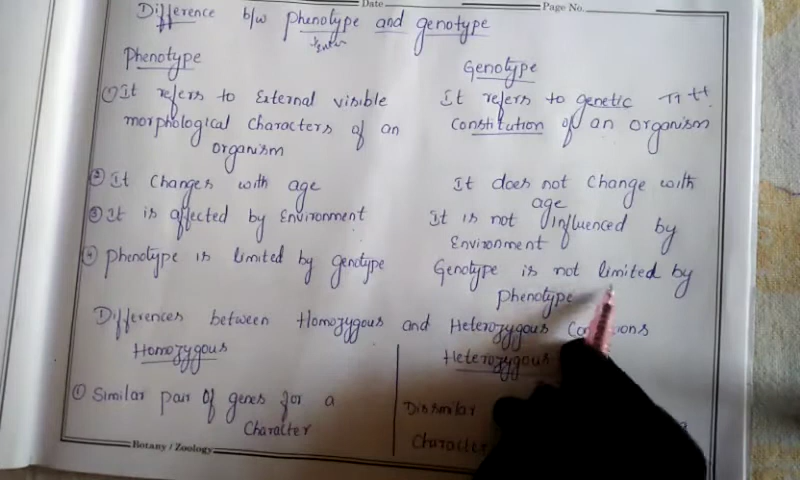 Date
Page No.
Difference b/w phenotype and genotype
Phenotype
Genotype
① It refers to External visible
morphological characters of an
organism
It refers to genetic TT tt
Constitution of an organism
② It changes with age
It does not change with
age
③ It is affected by Environment
It is not influenced by
Environment
④ phenotype is limited by genotype
Genotype is not limited by
phenotype
Differences between Homozygous and Heterozygous
Homozygous
Heterozygous
① Similar pair of genes for a
Character
Dissimilar
Character
Botany / Zoology